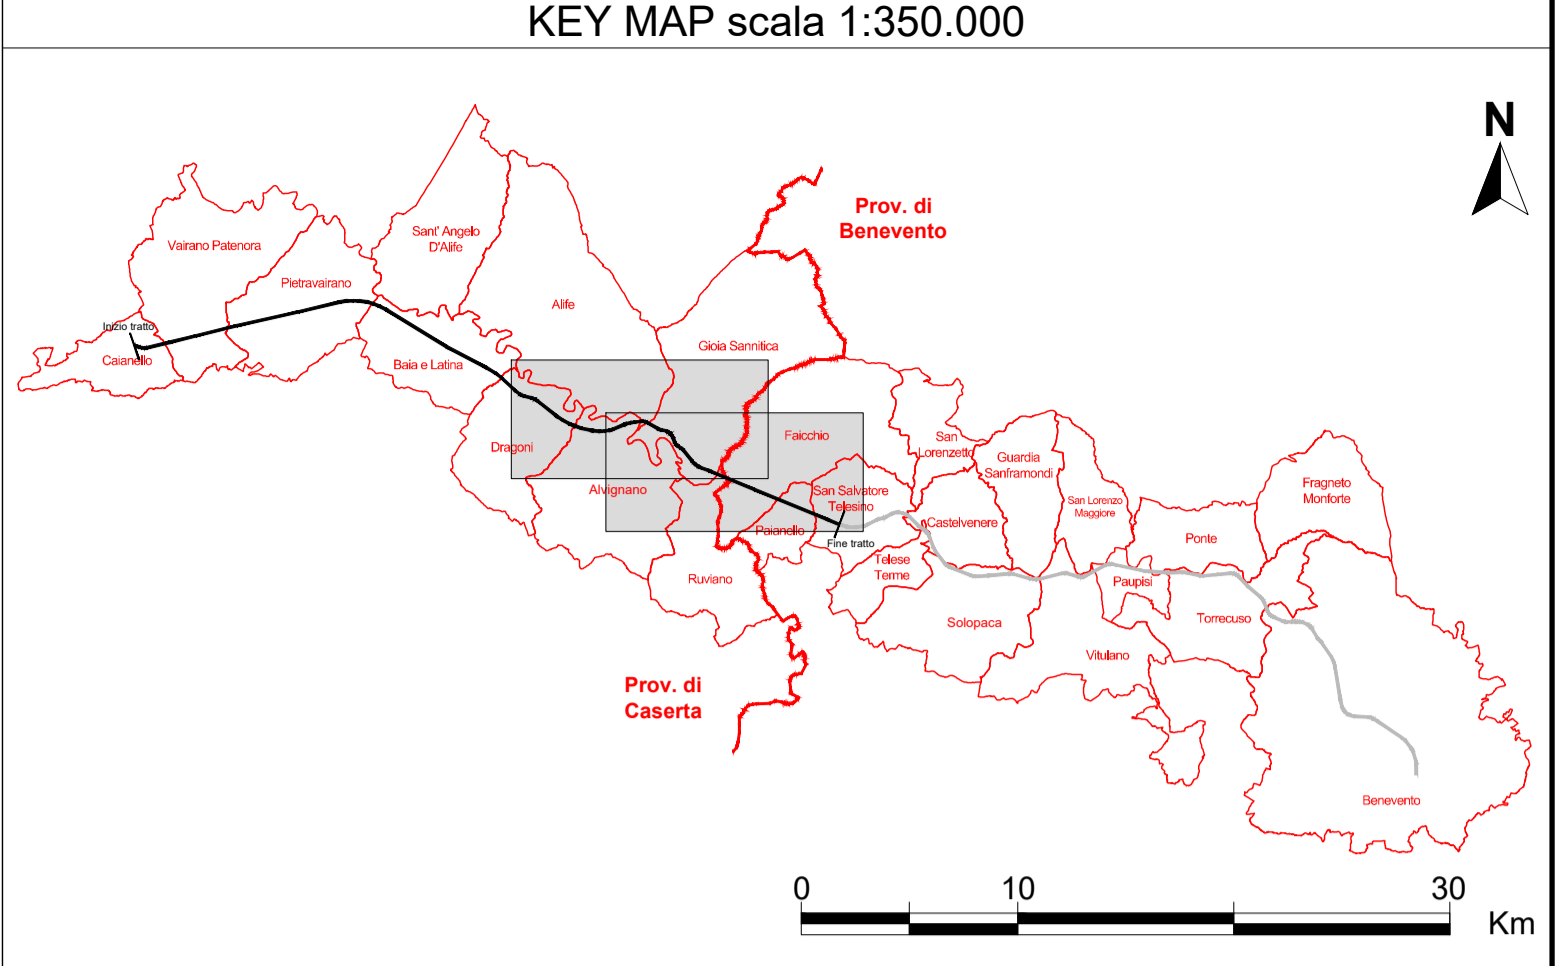 KEY MAP scala 1:350.000
N
Prov. di
Benevento
Sant' Angelo
D'Alife
Vairano Patenora
Pietravairano
Alife
Inizio tratto
Gioia Sannitica
Caianello
Baia e Latina
Faicchio
San
Lorenzetto
Dragoni
Guardia
Sanframondi
Fragneto
Monforte
Alvignano
San Salvatore
Telesino
San Lorenzo
Maggiore
Castelvenere
Paianello
Fine tratto
Ponte
Telese
Terme
Ruviano
Paupisi
Solopaca
Torrecuso
Vitulano
Prov. di
Caserta
Benevento
0 10 30
Km